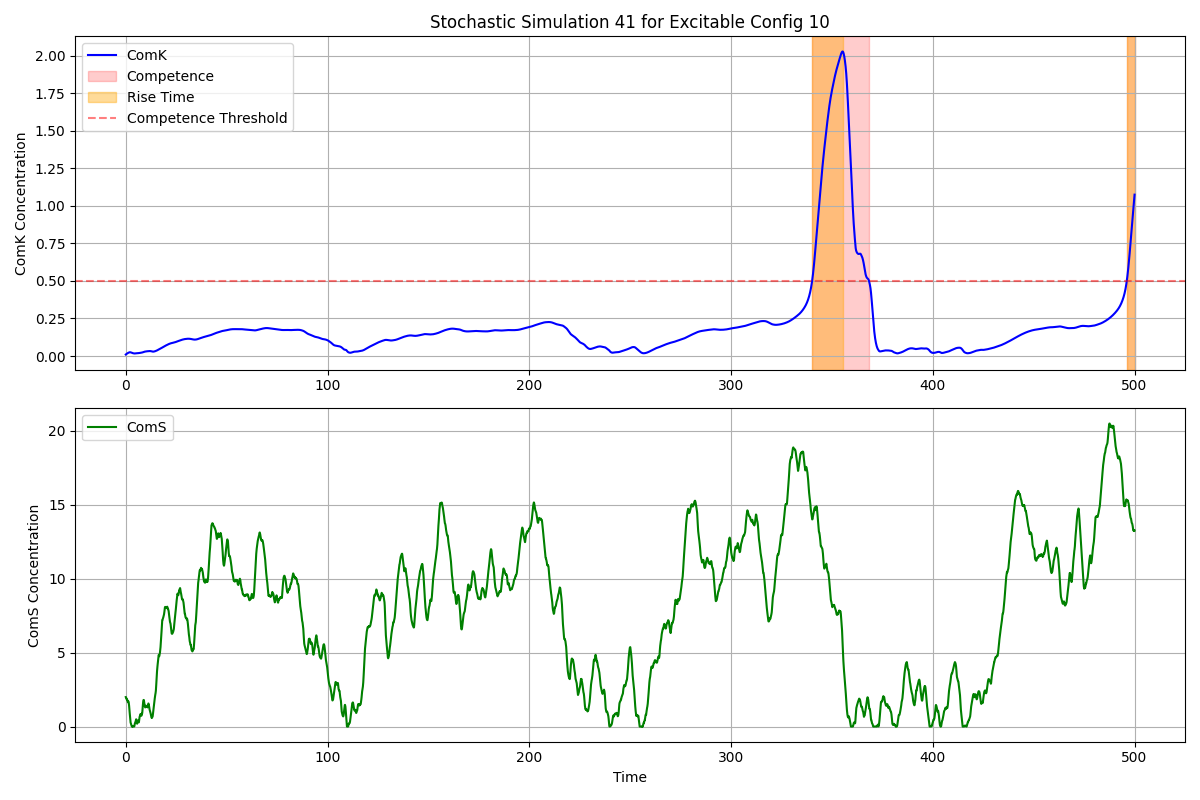 Stochastic Simulation 41 for Excitable Config 10
ComK Concentration
2.00
1.75
1.50
1.25
1.00
0.75
0.50
0.25
0.00
ComK
Competence
Rise Time
Competence Threshold
0 100 200 300 400 500
ComS Concentration
20
15
10
5
0
ComS
0 100 200 300 400 500
Time